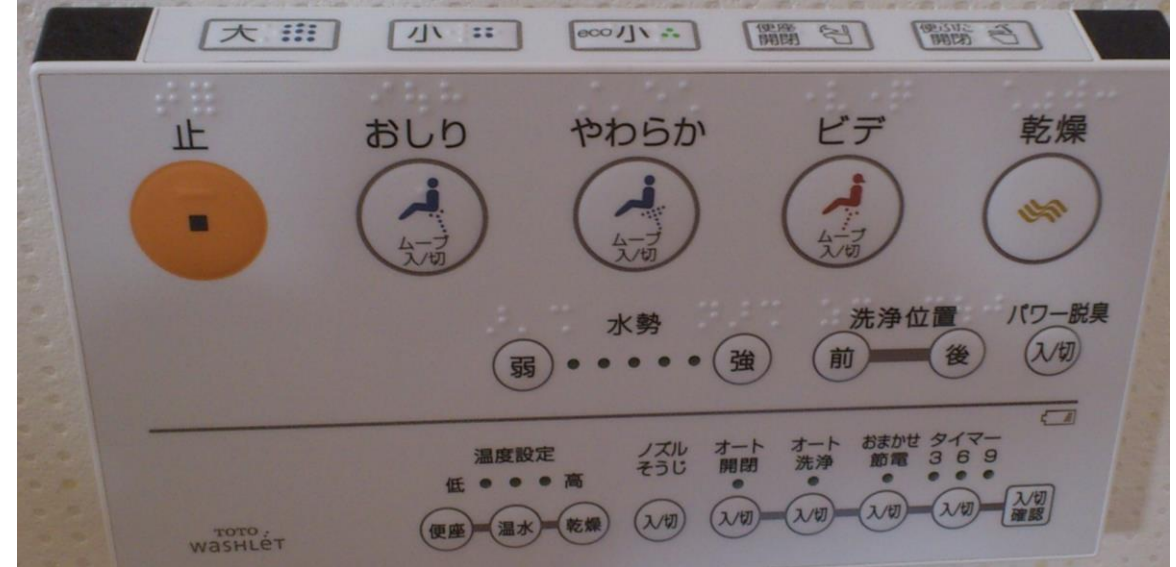 大
小
eco小
便座
開閉
便ふた
開閉
止
おしり
やわらか
ビデ
乾燥
ムーブ
入/切
ムーブ
入/切
ムーブ
入/切
水勢
洗浄位置
パワー脱臭
弱
強
前
後
入/切
温度設定
低
高
ノズル
そうじ
オート
開閉
オート
洗浄
おまかせ
節電
タイマー
3 6 9
便座
温水
乾燥
入/切
入/切
入/切
入/切
入/切
入/切
確認
TOTO
WASHLET